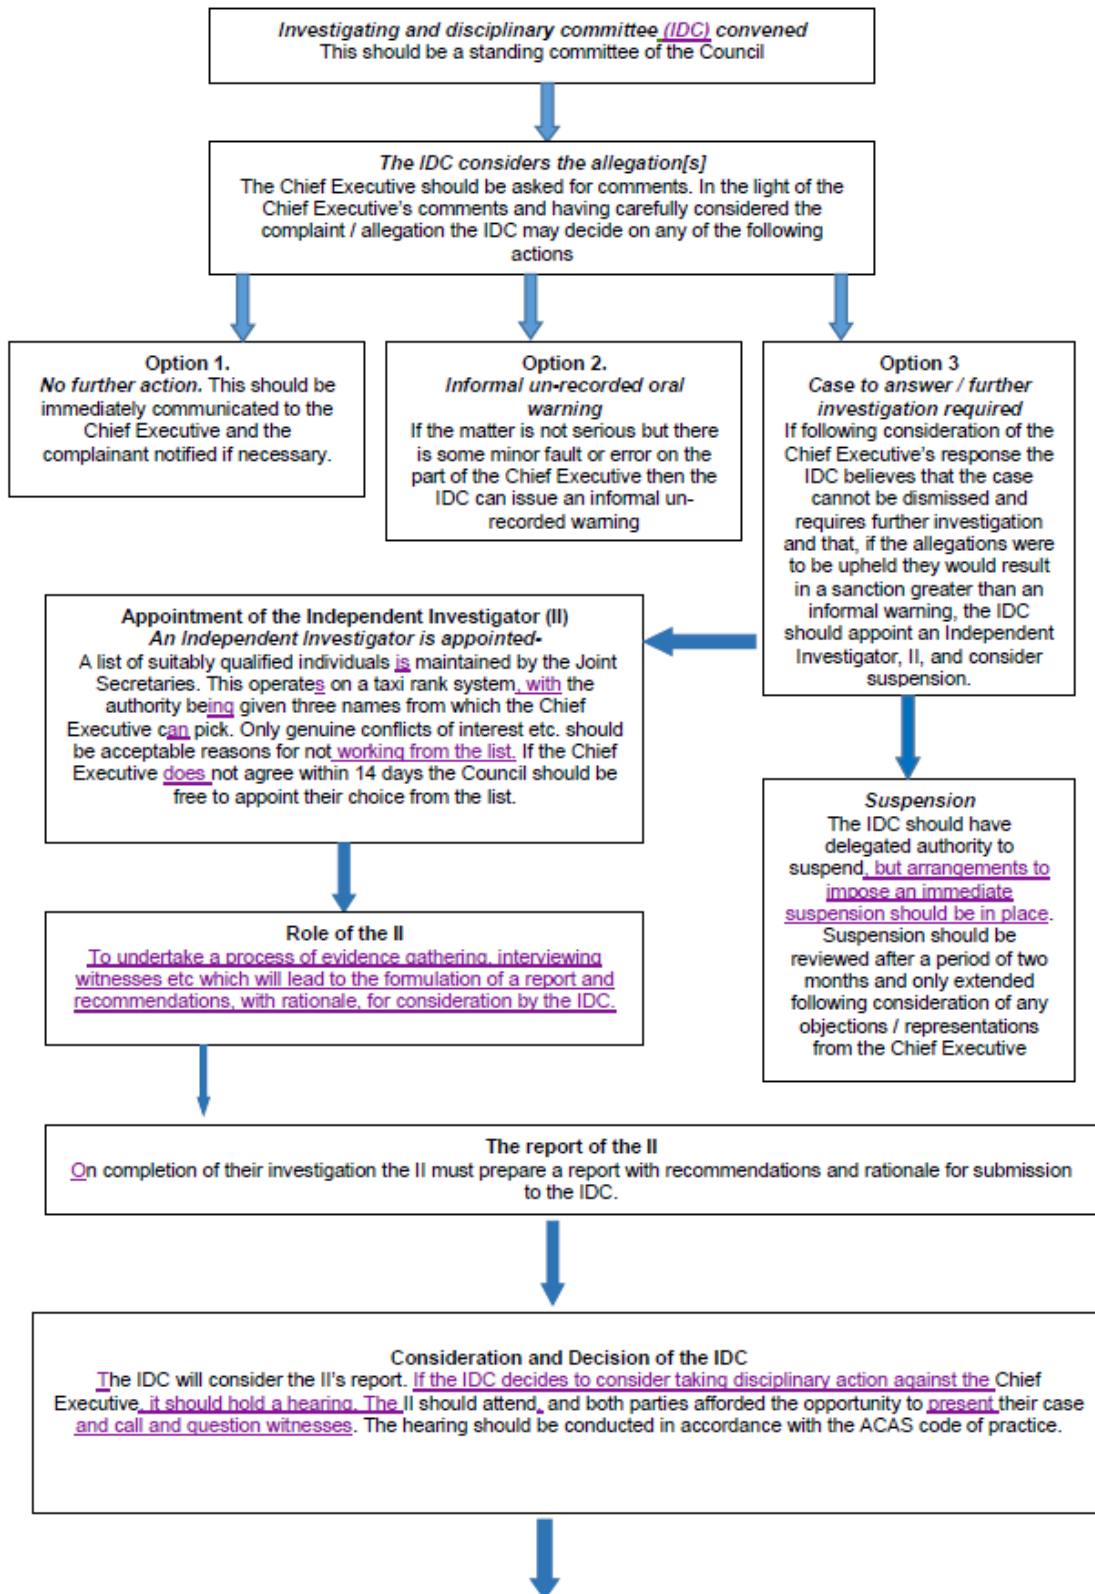 Investigating and disciplinary committee (IDC) convened
This should be a standing committee of the Council
The IDC considers the allegation[s]
The Chief Executive should be asked for comments. In the light of the
Chief Executive's comments and having carefully considered the
complaint / allegation the IDC may decide on any of the following
actions
Option 1.
No further action. This should be
immediately communicated to the
Chief Executive and the
complainant notified if necessary.
Option 2.
Informal un-recorded oral
warning
If the matter is not serious but there
is some minor fault or error on the
part of the Chief Executive then the
IDC can issue an informal un-
recorded warning
Option 3
Case to answer / further
investigation required
If following consideration of the
Chief Executive's response the
IDC believes that the case
cannot be dismissed and
requires further investigation
and that, if the allegations were
to be upheld they would result
in a sanction greater than an
informal warning, the IDC
should appoint an Independent
Investigator, II, and consider
suspension.
Appointment of the Independent Investigator (II)
An Independent Investigator is appointed-
A list of suitably qualified individuals is maintained by the Joint
Secretaries. This operates on a taxi rank system, with the
authority being given three names from which the Chief
Executive can pick. Only genuine conflicts of interest etc. should
be acceptable reasons for not working from the list. If the Chief
Executive does not agree within 14 days the Council should be
free to appoint their choice from the list.
Suspension
The IDC should have
delegated authority to
suspend, but arrangements to
impose an immediate
suspension should be in place.
Suspension should be
reviewed after a period of two
months and only extended
following consideration of any
objections / representations
from the Chief Executive
Role of the II
To undertake a process of evidence gathering, interviewing
witnesses etc which will lead to the formulation of a report and
recommendations, with rationale, for consideration by the IDC.
The report of the II
On completion of their investigation the II must prepare a report with recommendations and rationale for submission
to the IDC.
Consideration and Decision of the IDC
The IDC will consider the II's report. If the IDC decides to consider taking disciplinary action against the Chief
Executive, it should hold a hearing. The II should attend, and both parties afforded the opportunity to present their case
and call and question witnesses. The hearing should be conducted in accordance with the ACAS code of practice.